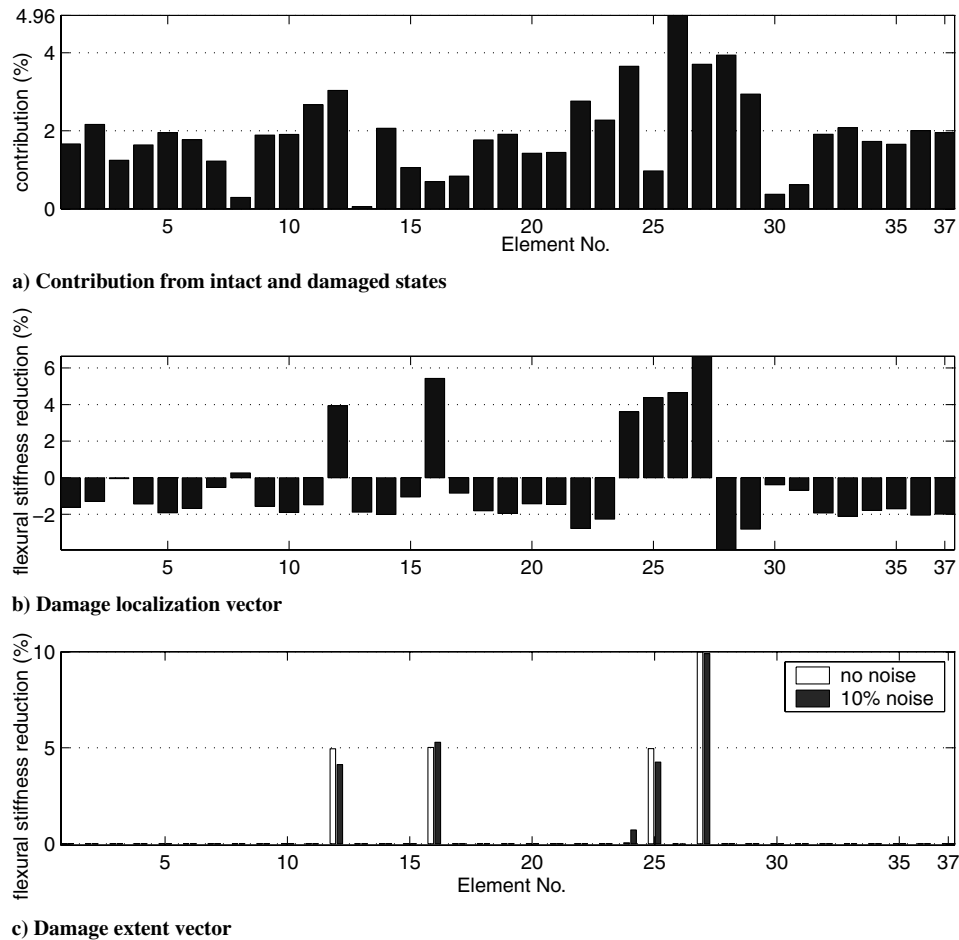 4.96
4
2
0
contribution (%)
5 10 15 20 25 30 35 37
Element No.
a) Contribution from intact and damaged states
6
4
2
0
−2
flexural stiffness reduction (%)
5 10 15 20 25 30 35 37
b) Damage localization vector
10
5
0
flexural stiffness reduction (%)
no noise
10% noise
5 10 15 20 25 30 35 37
Element No.
c) Damage extent vector